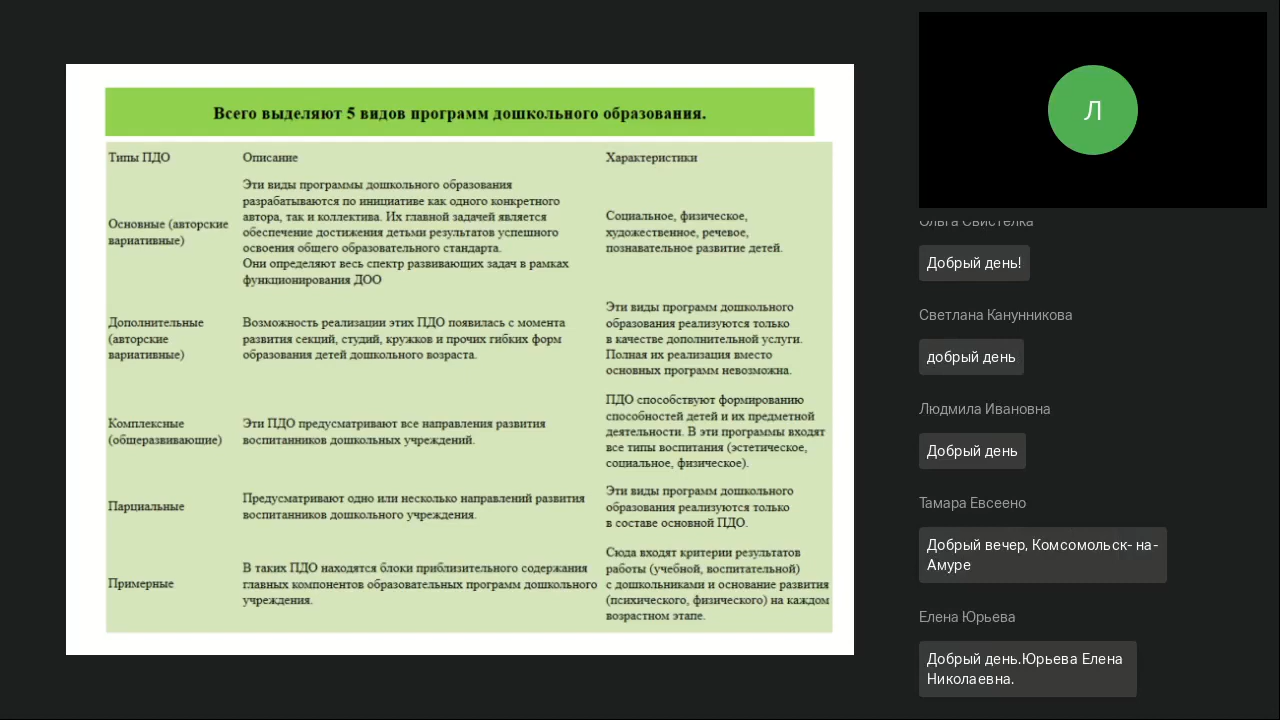 Всего выделяют 5 видов программ дошкольного образования.
Типы ПДО
Описание
Характеристики
Основные (авторские
вариативные)
Эти виды программы дошкольного образования
разрабатываются по инициативе как одного конкретного
автора, так и коллектива. Их главной задачей является
обеспечение достижения детьми результатов успешного
освоения общего образовательного стандарта.
Они определяют весь спектр развивающих задач в рамках
функционирования ДОО
Социальное, физическое,
художественное, речевое,
познавательное развитие детей.
Дополнительные
(авторские
вариативные)
Возможность реализации этих ПДО появилась с момента
развития секций, студий, кружков и прочих гибких форм
образования детей дошкольного возраста.
Эти виды программ дошкольного
образования реализуются только
в качестве дополнительной услуги.
Полная их реализация вместо
основных программ невозможна.
Комплексные
(общеразвивающие)
Эти ПДО предусматривают все направления развития
воспитанников дошкольных учреждений.
ПДО способствуют формированию
способностей детей и их предметной
деятельности. В эти программы входят
все типы воспитания (эстетическое,
социальное, физическое).
Парциальные
Предусматривают одно или несколько направлений развития
воспитанников дошкольного учреждения.
Эти виды программ дошкольного
образования реализуются только
в составе основной ПДО.
Примерные
В таких ПДО находятся блоки приблизительного содержания
главных компонентов образовательных программ дошкольного
учреждения.
Сюда входят критерии результатов
работы (учебной, воспитательной)
с дошкольниками и основание развития
(психического, физического) на каждом
возрастном этапе.
Л
Ольга Свистелка
Добрый день!
Светлана Канунникова
добрый день
Людмила Ивановна
Добрый день
Тамара Евсеено
Добрый вечер, Комсомольск- на-
Амуре
Елена Юрьева
Добрый день.Юрьева Елена
Николаевна.